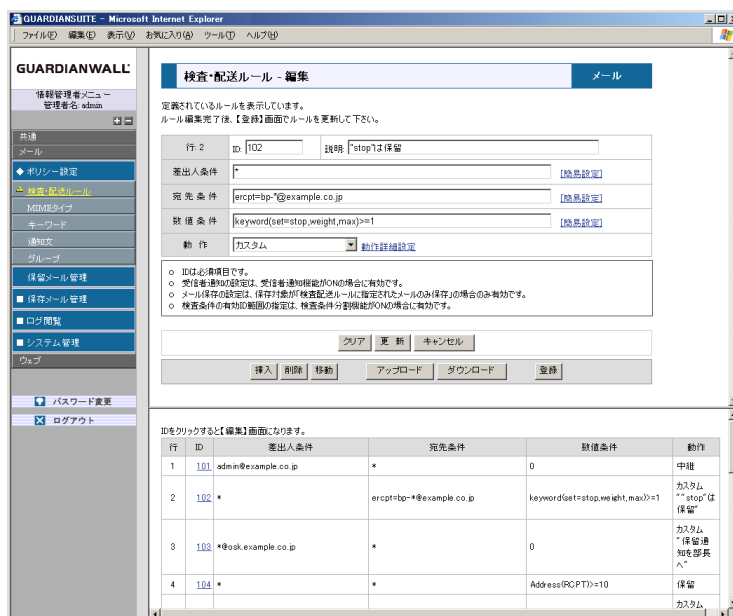 GUARDIANSUITE - Microsoft Internet Explorer
ファイル(F) 編集(E) 表示(V) お気に入り(A) ツール(T) ヘルプ(H)
GUARDIANWALL
情報管理者メニュー
管理者名: admin
共通
メール
◆ ポリシー設定
検査・配送ルール
MIMEタイプ
キーワード
通知文
グループ
保留メール管理
■ 保存メール管理
■ ログ閲覧
■ システム管理
ウェブ
パスワード変更
ログアウト
検査・配送ルール - 編集 メール
定義されているルールを表示しています。
ルール編集完了後、【登録】画面でルールを更新して下さい。
行: 2 ID: 102 説明: "stop"は保留
差出人条件 * [簡易設定]
宛先条件 ercpt=bp-*@example.co.jp [簡易設定]
数値条件 keyword(set=stop,weight,max)>=1 [簡易設定]
動作 カスタム 動作詳細設定
○ IDは必須項目です。
○ 受信者通知の設定は、受信者通知機能がONの場合に有効です。
○ メール保存の設定は、保存対象が「検査配送ルールに指定されたメールのみ保存」の場合のみ有効です。
○ 検査条件の有効ID範囲の指定は、検査条件分割機能がONの場合に有効です。
クリア 更新 キャンセル
挿入 削除 移動 アップロード ダウンロード 登録
IDをクリックすると【編集】画面になります。
行 ID 差出人条件 宛先条件 数値条件 動作
1 101 admin@example.co.jp * 0 中継
2 102 * ercpt=bp-*@example.co.jp keyword(set=stop,weight,max)>=1 カスタム
""stop"は
保留"
3 103 *@osk.example.co.jp * 0 カスタム
"保留通
知を部長
へ"
4 104 * * Address(RCPT)>=10 保留
カスタム